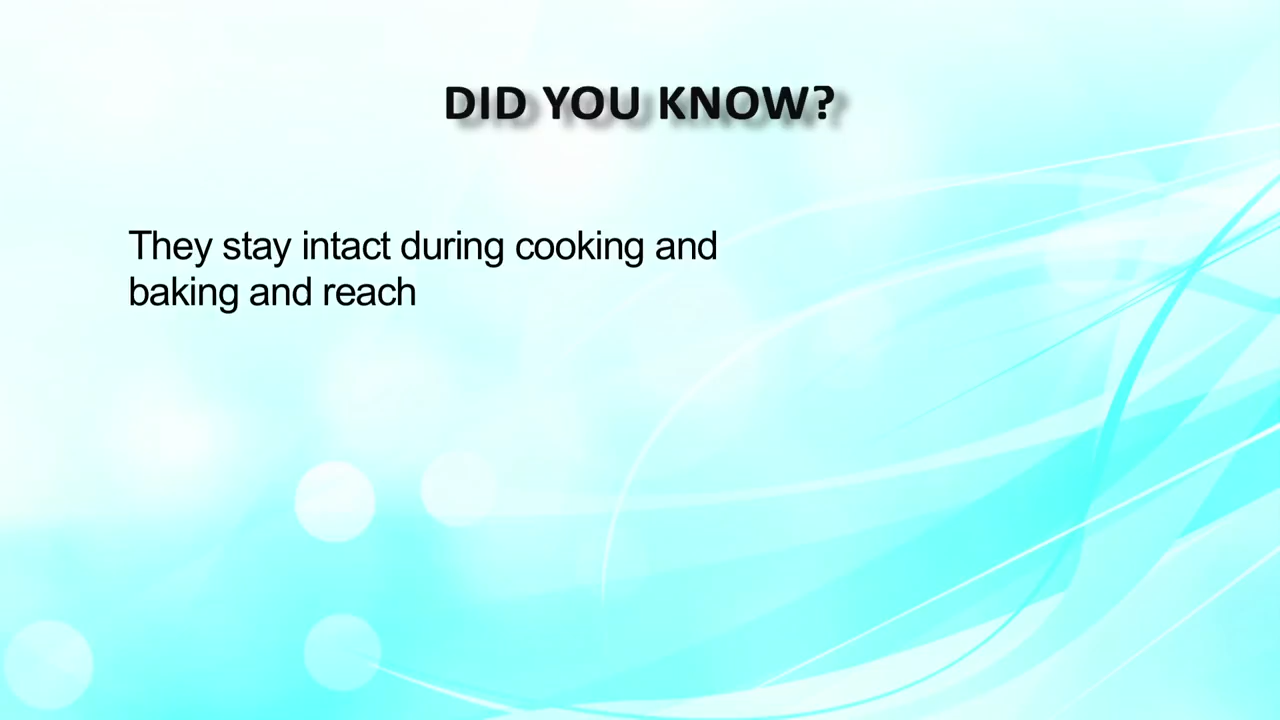 DID YOU KNOW?
They stay intact during cooking and
baking and reach